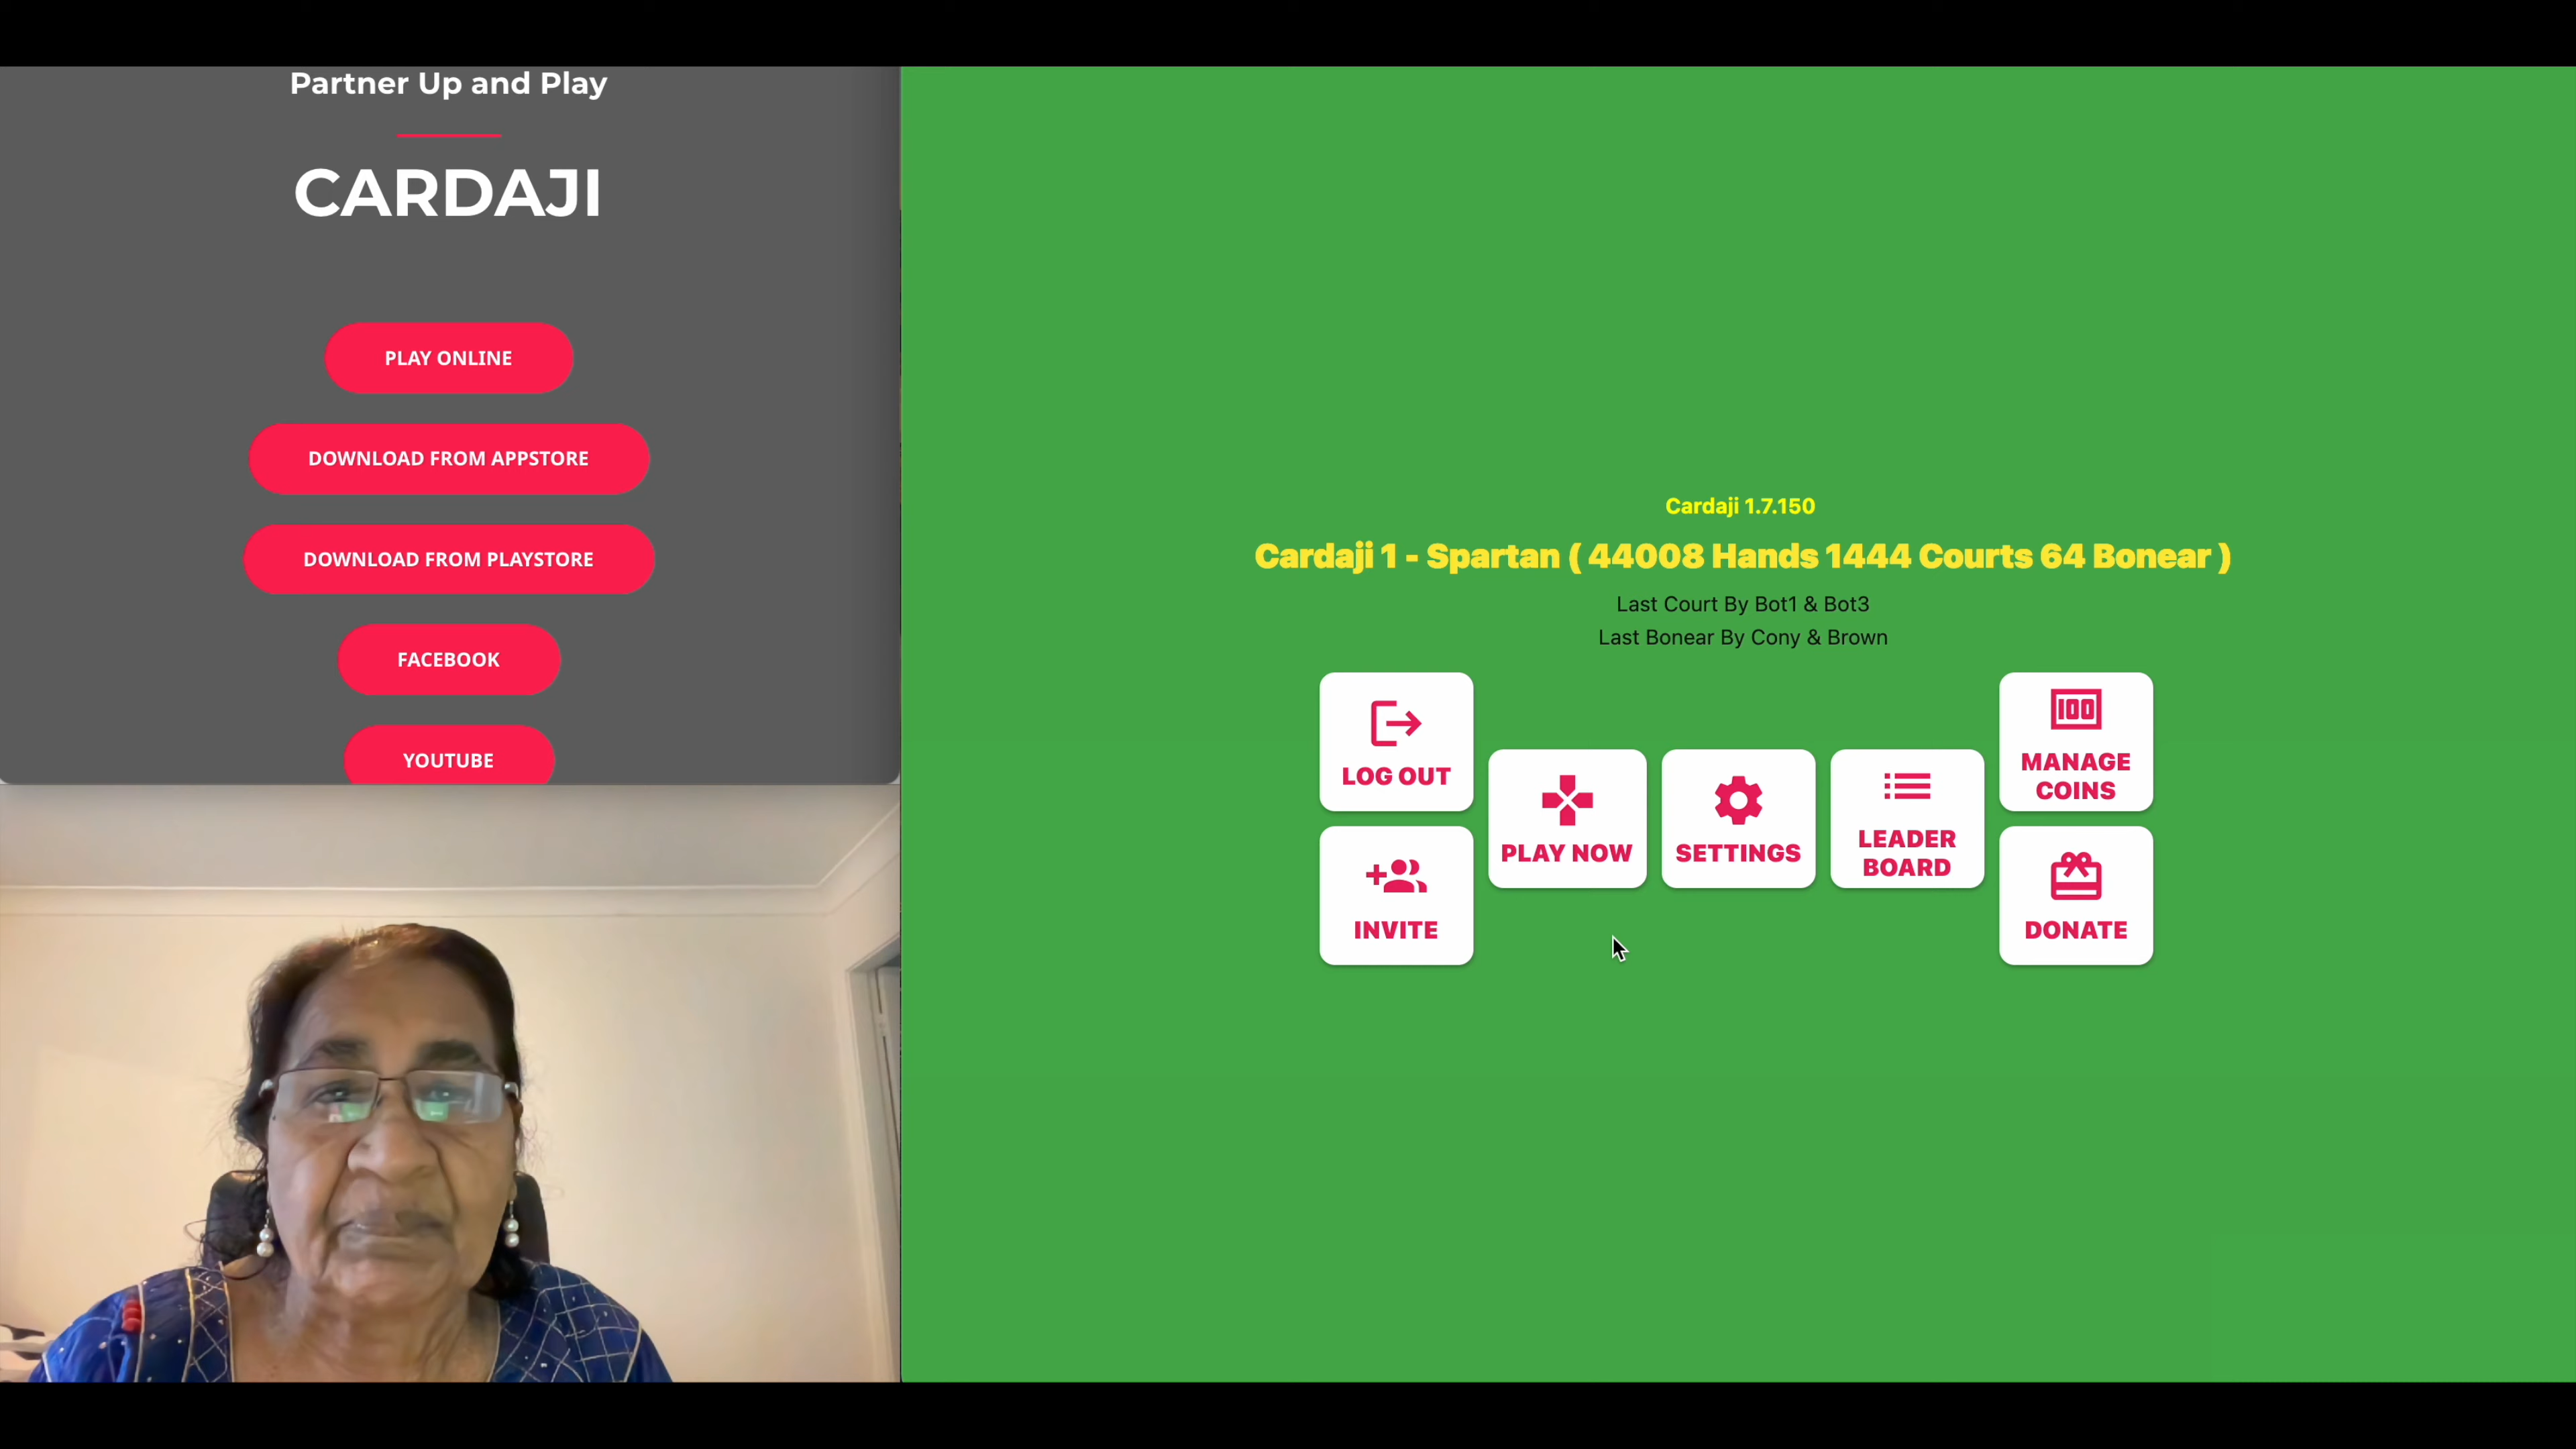 Partner Up and Play
CARDAJI
PLAY ONLINE
DOWNLOAD FROM APPSTORE
DOWNLOAD FROM PLAYSTORE
FACEBOOK
YOUTUBE
Cardaji 1.7.150
Cardaji 1 - Spartan ( 44008 Hands 1444 Courts 64 Bonear )
Last Court By Bot1 & Bot3
Last Bonear By Cony & Brown
LOG OUT
INVITE
PLAY NOW
SETTINGS
LEADER
BOARD
100
MANAGE
COINS
DONATE